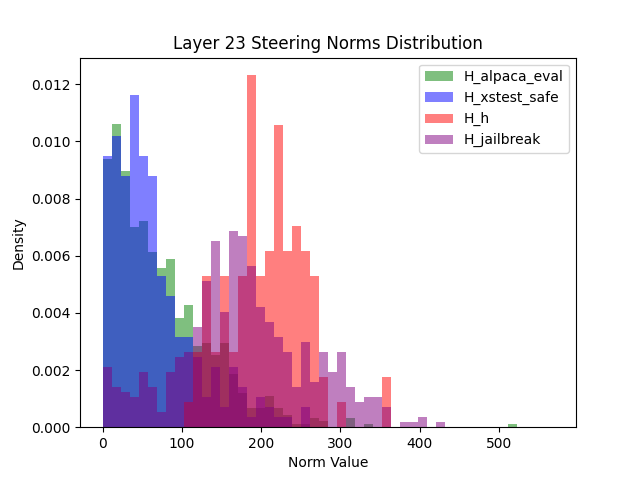 Layer 23 Steering Norms Distribution
H_alpaca_eval
H_xstest_safe
H_h
H_jailbreak
0.012
0.010
0.008
0.006
0.004
0.002
0.000
Density
0
100
200
300
400
500
Norm Value